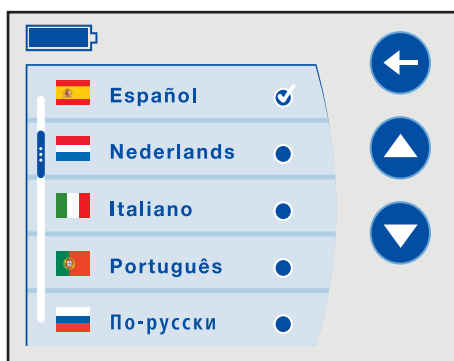 Español
Nederlands
Italiano
Português
По-русски